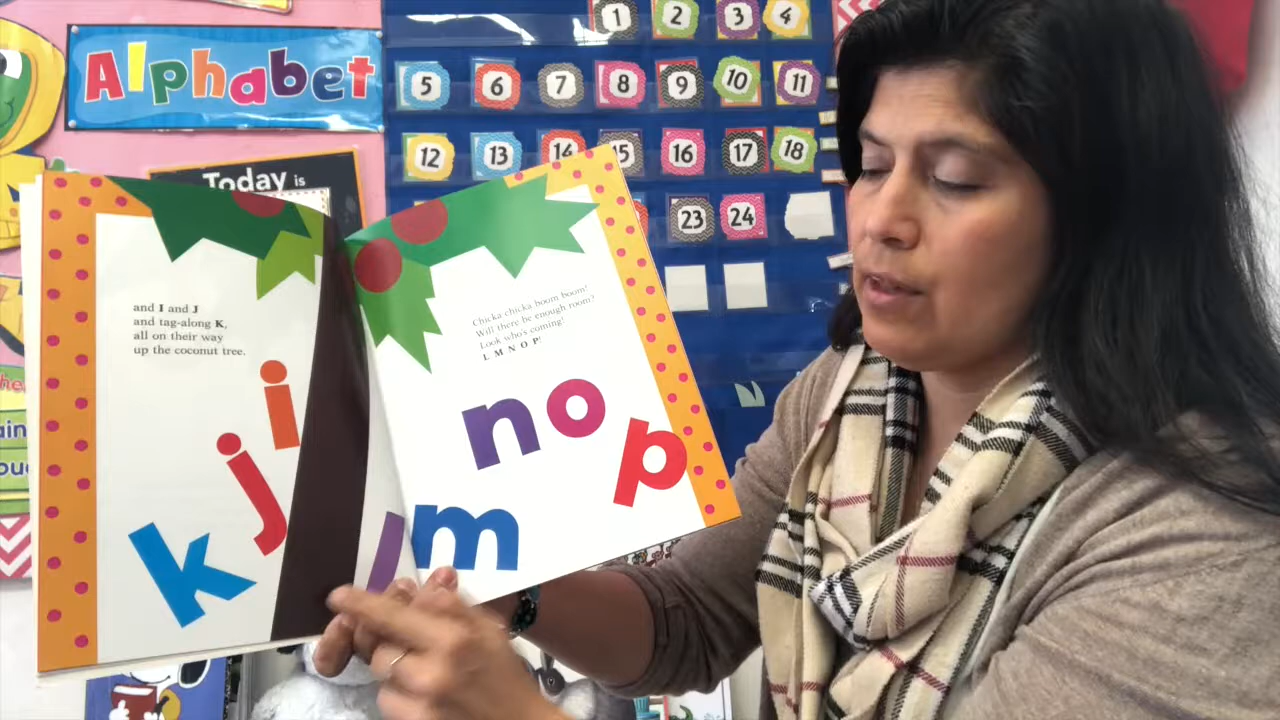 Alphabet
1 2 3 4
5 6 7 8 9 10 11
12 13 14 15 16 17 18
23 24
Today is
and I and J
and tag-along K,
all on their way
up the coconut tree.
i
j
k
Chicka chicka boom boom!
Will there be enough room?
Look who's coming!
L M N O P!
n o p
l m